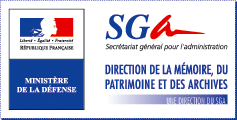 Liberté • Égalité • Fraternité
RÉPUBLIQUE FRANÇAISE
MINISTÈRE
DE LA DÉFENSE
SGA
Secrétariat général pour l'administration
DIRECTION DE LA MÉMOIRE, DU
PATRIMOINE ET DES ARCHIVES
UNE DIRECTION DU SGA